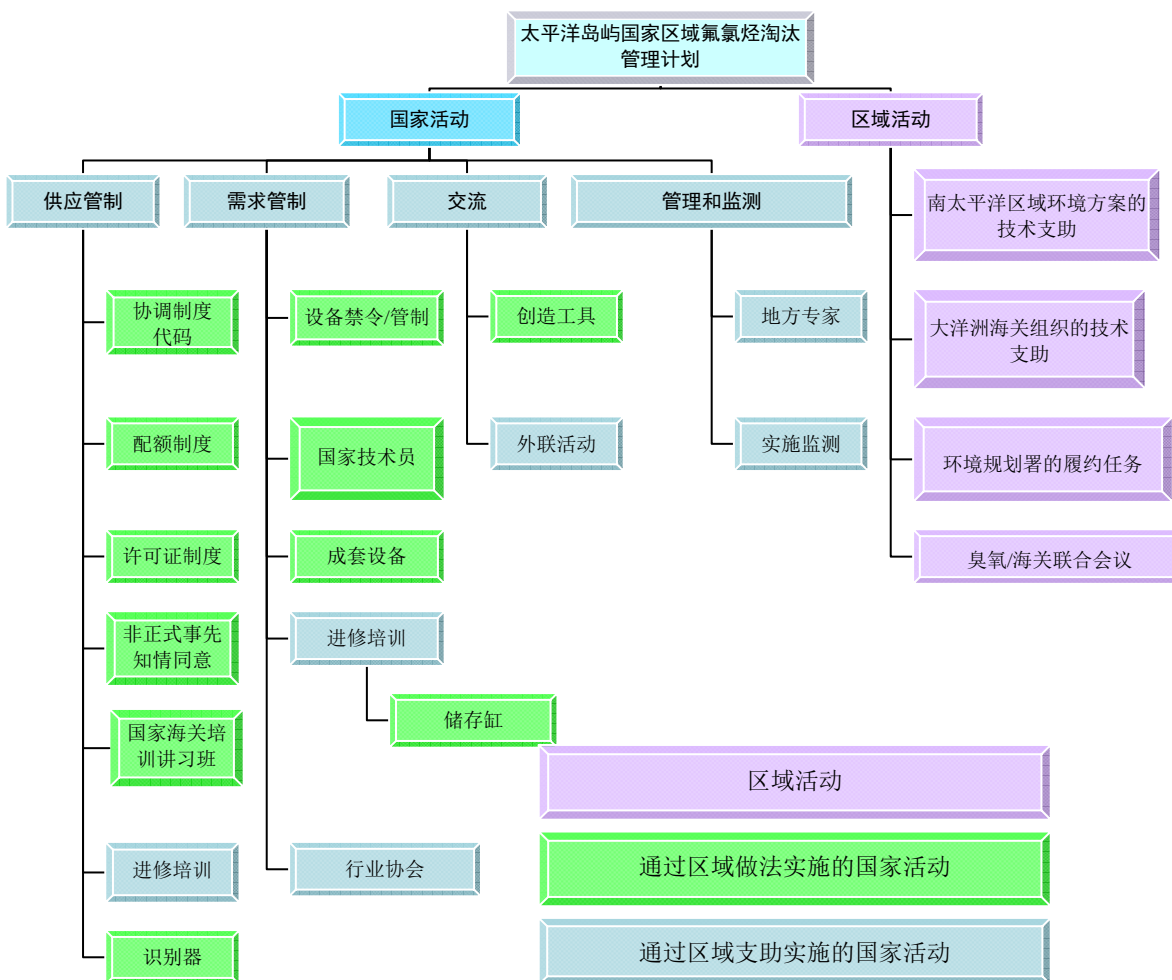 太平洋岛屿国家区域氟氯烃淘汰
管理计划
国家活动
区域活动
供应管制
需求管制
交流
管理和监测
南太平洋区域环境方案的
技术支助
协调制度
代码
设备禁令/管制
创造工具
地方专家
大洋洲海关组织的技术
支助
配额制度
国家技术员
外联活动
实施监测
环境规划署的履约任务
许可证制度
成套设备
臭氧/海关联合会议
非正式事先
知情同意
进修培训
国家海关培
训讲习班
储存缸
区域活动
进修培训
行业协会
通过区域做法实施的国家活动
识别器
通过区域支助实施的国家活动